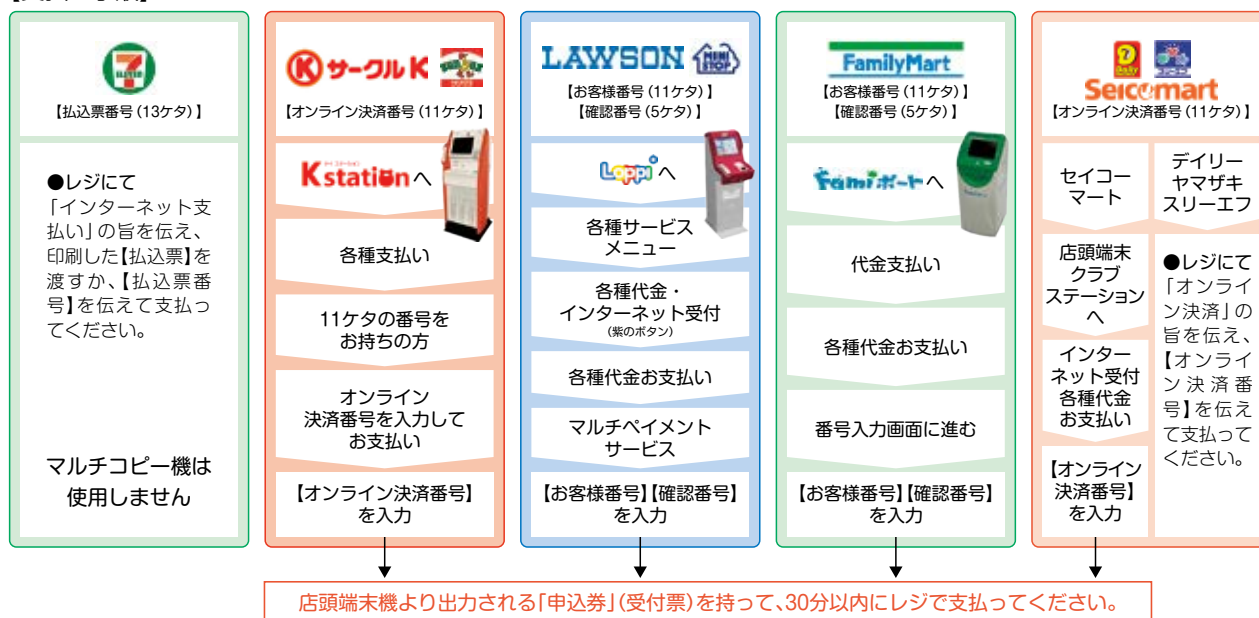 ELEVEN
【払込票番号（13ケタ）】
●レジにて
「インターネット支
払い」の旨を伝え、
印刷した【払込票】を
渡すか、【払込票番
号】を伝えて支払っ
てください。
マルチコピー機は
使用しません
K サークルK
【オンライン決済番号（11ケタ）】
Kstationへ
各種支払い
11ケタの番号を
お持ちの方
オンライン
決済番号を入力して
お支払い
【オンライン決済番号】
を入力
LAWSON MINI STOP
【お客様番号（11ケタ）】
【確認番号（5ケタ）】
Loppiへ
各種サービス
メニュー
各種代金・
インターネット受付
（紫のボタン）
各種代金お支払い
マルチペイメント
サービス
【お客様番号】【確認番号】
を入力
FamilyMart
【お客様番号（11ケタ）】
【確認番号（5ケタ）】
Famiポートへ
代金支払い
各種代金お支払い
番号入力画面に進む
【お客様番号】【確認番号】
を入力
Daily
Seicomart
【オンライン決済番号（11ケタ）】
セイコー
マート
店頭端末
クラブ
ステーション
へ
インター
ネット受付
各種代金
お支払い
【オンライン
決済番号】
を入力
デイリー
ヤマザキ
スリーエフ
●レジにて
「オンライ
ン決済」の
旨を伝え、
【オンライ
ン決済番
号】を伝え
て支払って
ください。
店頭端末機より出力される「申込券」（受付票）を持って、30分以内にレジで支払ってください。